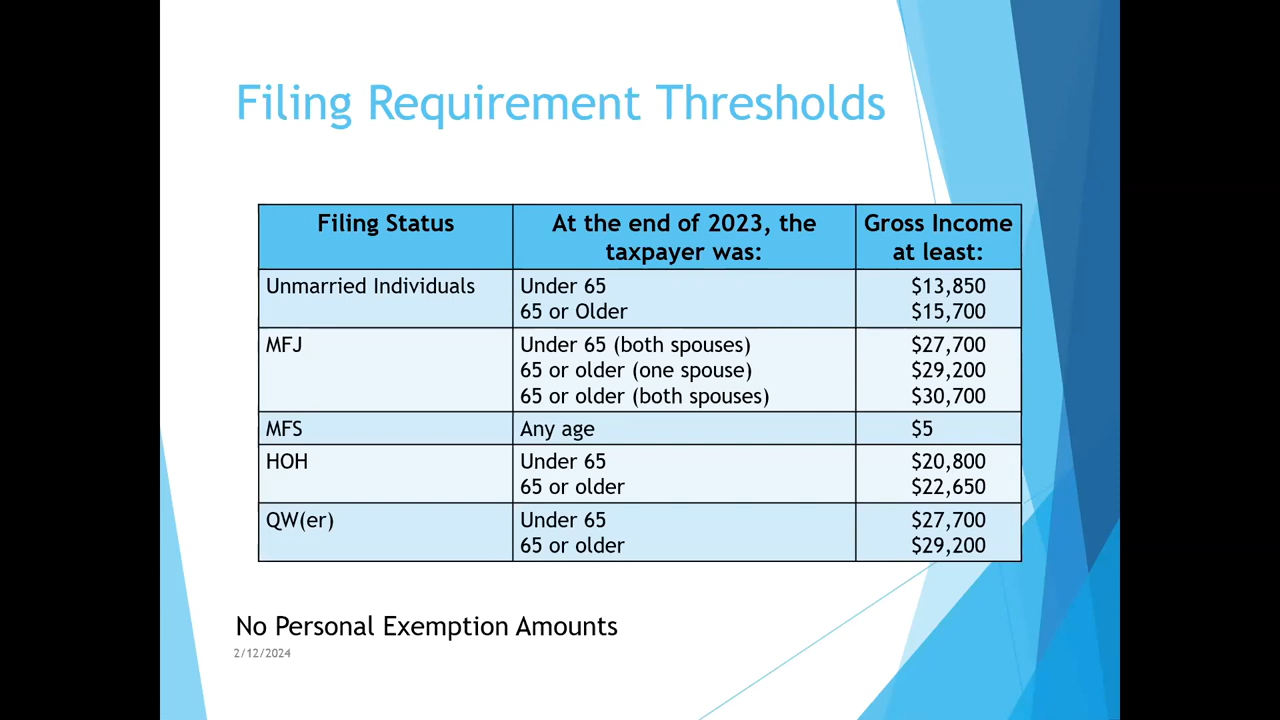 Filing Requirement Thresholds
Filing Status At the end of 2023, the taxpayer was: Gross Income at least:
Unmarried Individuals Under 65 $13,850
65 or Older $15,700
MFJ Under 65 (both spouses) $27,700
65 or older (one spouse) $29,200
65 or older (both spouses) $30,700
MFS Any age $5
HOH Under 65 $20,800
65 or older $22,650
QW(er) Under 65 $27,700
65 or older $29,200
No Personal Exemption Amounts
2/12/2024